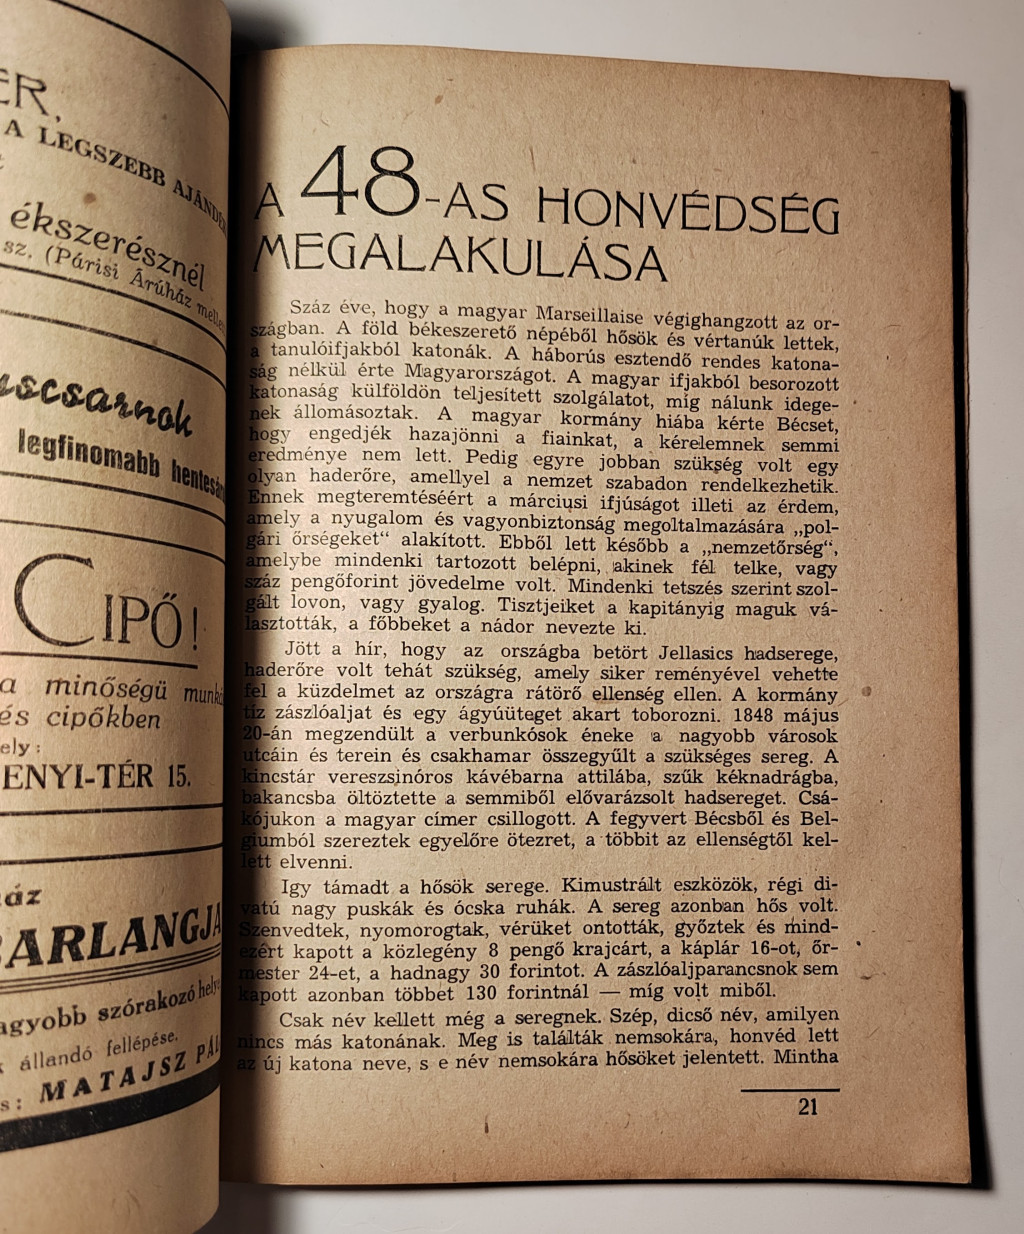 ER,
A LEGSZEBB AJÁNDÉK
ékszerésznél
sz. (Párisi Árúház mellett
legfinomabb hentesáru
CIPŐ!
a minőségü munká
és cipőkben
ely:
ENYI-TÉR 15.
áz
BARLANGJA
agyobb szórakozó helye
állandó fellépése.
s: MATAJSZ PÁL
A 48-AS HONVÉDSÉG
MEGALAKULÁSA
Száz éve, hogy a magyar Marseillaise végighangzott az or-
szágban. A föld békeszerető népéből hősök és vértanúk lettek,
a tanulóifjakból katonák. A háborús esztendő rendes katona-
ság nélkül érte Magyarországot. A magyar ifjakból besorozott
katonaság külföldön teljesített szolgálatot, míg nálunk idege-
nek állomásoztak. A magyar kormány hiába kérte Bécset,
hogy engedjék hazajönni a fiainkat, a kérelemnek semmi
eredménye nem lett. Pedig egyre jobban szükség volt egy
olyan haderőre, amellyel a nemzet szabadon rendelkezhetik.
Ennek megteremtéséért a márciusi ifjúságot illeti az érdem,
amely a nyugalom és vagyonbiztonság megoltalmazására „pol-
gári őrségeket“ alakított. Ebből lett később a „nemzetőrség“,
amelybe mindenki tartozott belépni, akinek fél telke, vagy
száz pengőforint jövedelme volt. Mindenki tetszés szerint szol-
gált lovon, vagy gyalog. Tisztjeiket a kapitányig maguk vá-
lasztották, a főbbeket a nádor nevezte ki.
Jött a hír, hogy az országba betört Jellasics hadserege,
haderőre volt tehát szükség, amely siker reményével vehette
fel a küzdelmet az országra rátörő ellenség ellen. A kormány
tíz zászlóaljat és egy ágyúüteget akart toborozni. 1848 május
20-án megzendült a verbunkósok éneke a nagyobb városok
utcáin és terein és csakhamar összegyűlt a szükséges sereg. A
kincstár vereszsinóros kávébarna attilába, szűk kéknadrágba,
bakancsba öltöztette a semmiből elővarázsolt hadsereget. Csá-
kójukon a magyar címer csillogott. A fegyvert Bécsből és Bel-
giumból szereztek egyelőre ötezret, a többit az ellenségtől kel-
lett elvenni.
Igy támadt a hősök serege. Kimustrált eszközök, régi di-
vatú nagy puskák és ócska ruhák. A sereg azonban hős volt.
Szenvedtek, nyomorogtak, vérüket ontották, győztek és mind-
ezért kapott a közlegény 8 pengő krajcárt, a káplár 16-ot, őr-
mester 24-et, a hadnagy 30 forintot. A zászlóaljparancsnok sem
kapott azonban többet 130 forintnál — míg volt miből.
Csak név kellett még a seregnek. Szép, dicső név, amilyen
nincs más katonának. Meg is találták nemsokára, honvéd lett
az új katona neve, s e név nemsokára hősöket jelentett. Mintha
21